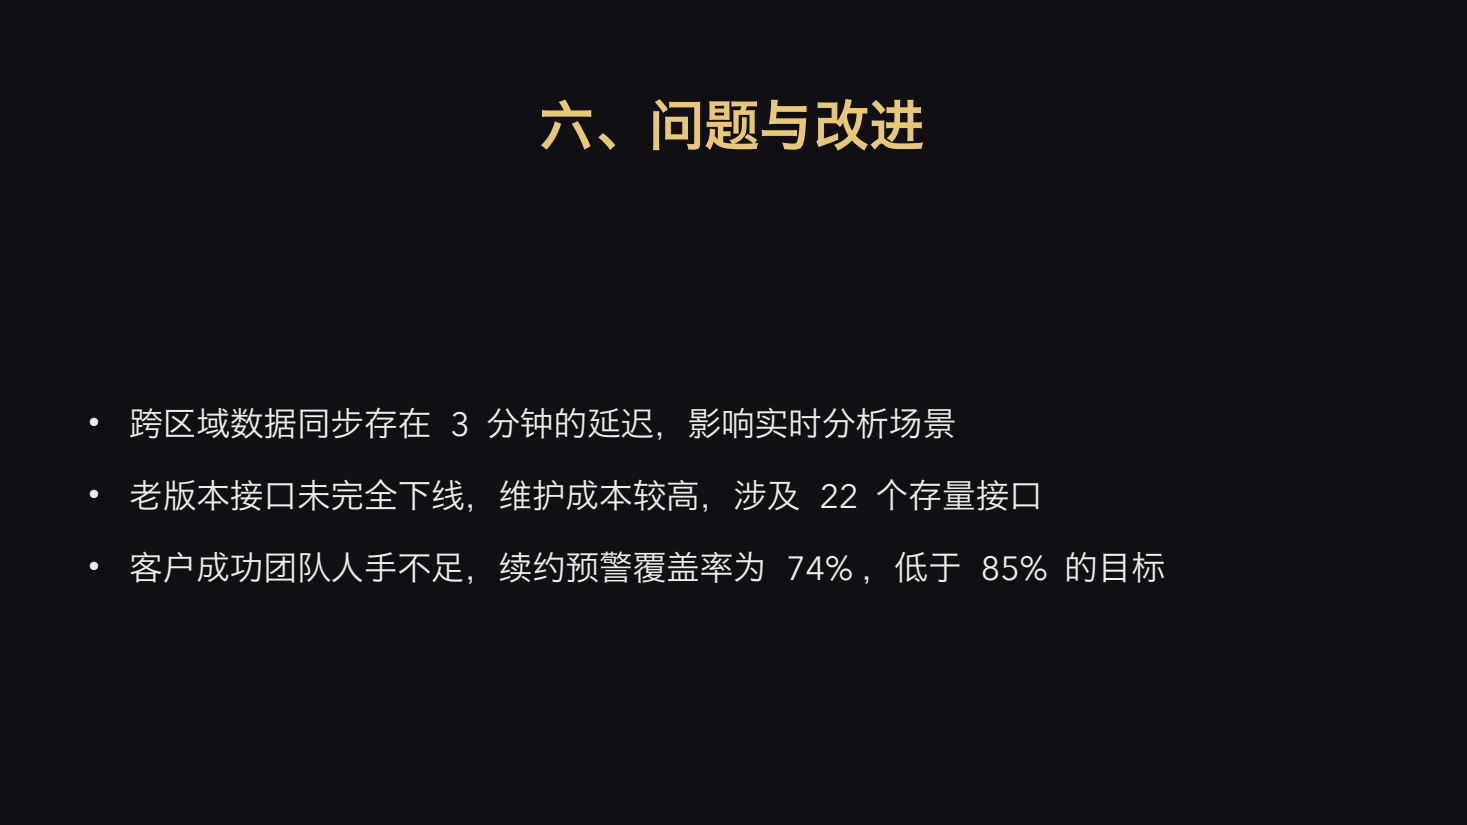 六、问题与改进
• 跨区域数据同步存在 3 分钟的延迟，影响实时分析场景
• 老版本接口未完全下线，维护成本较高，涉及 22 个存量接口
• 客户成功团队人手不足，续约预警覆盖率为 74%，低于 85% 的目标